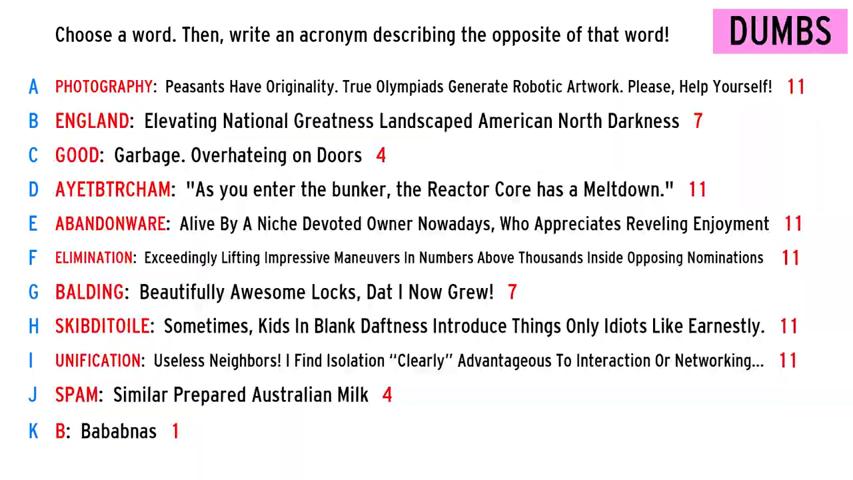 Choose a word. Then, write an acronym describing the opposite of that word!
DUMBS
A PHOTOGRAPHY: Peasants Have Originality. True Olympiads Generate Robotic Artwork. Please, Help Yourself! 11
B ENGLAND: Elevating National Greatness Landscaped American North Darkness 7
C GOOD: Garbage. Overhateing on Doors 4
D AYETBTRCHAM: "As you enter the bunker, the Reactor Core has a Meltdown." 11
E ABANDONWARE: Alive By A Niche Devoted Owner Nowadays, Who Appreciates Reveling Enjoyment 11
F ELIMINATION: Exceedingly Lifting Impressive Maneuvers In Numbers Above Thousands Inside Opposing Nominations 11
G BALDING: Beautifully Awesome Locks, Dat I Now Grew! 7
H SKIBDITOILE: Sometimes, Kids In Blank Daftness Introduce Things Only Idiots Like Earnestly. 11
I UNIFICATION: Useless Neighbors! I Find Isolation “Clearly” Advantageous To Interaction Or Networking... 11
J SPAM: Similar Prepared Australian Milk 4
K B: Bababnas 1